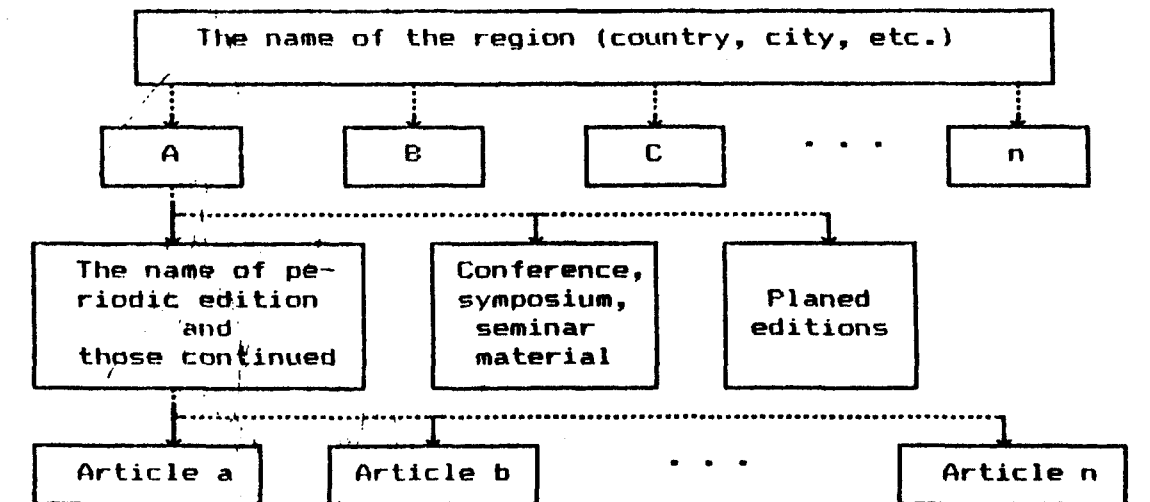 The name of the region (country, city, etc.)
A
B
C
. . .
n
The name of pe-
riodic edition
and
those continued
Conference,
symposium,
seminar
material
Planed
editions
Article a
Article b
. . .
Article n